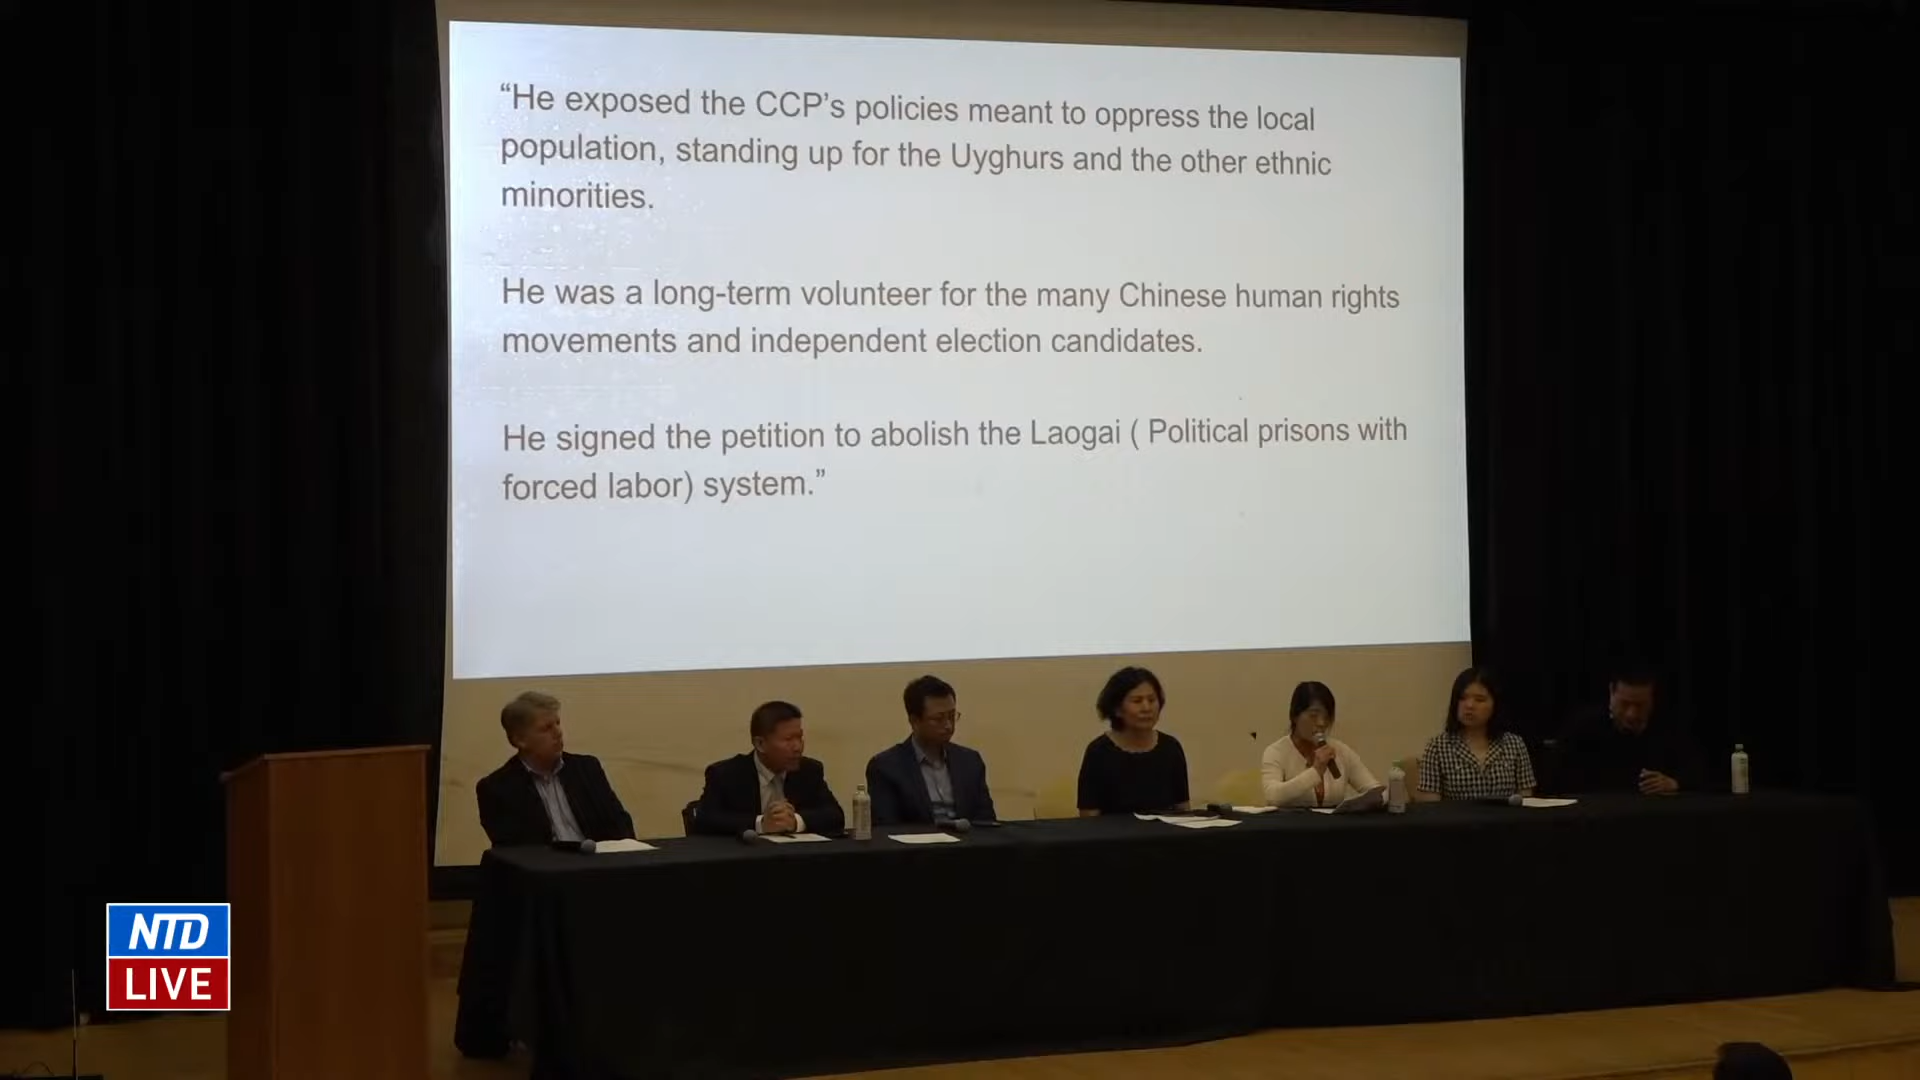 “He exposed the CCP’s policies meant to oppress the local
population, standing up for the Uyghurs and the other ethnic
minorities.
He was a long-term volunteer for the many Chinese human rights
movements and independent election candidates.
He signed the petition to abolish the Laogai ( Political prisons with
forced labor) system.”
NTD
LIVE